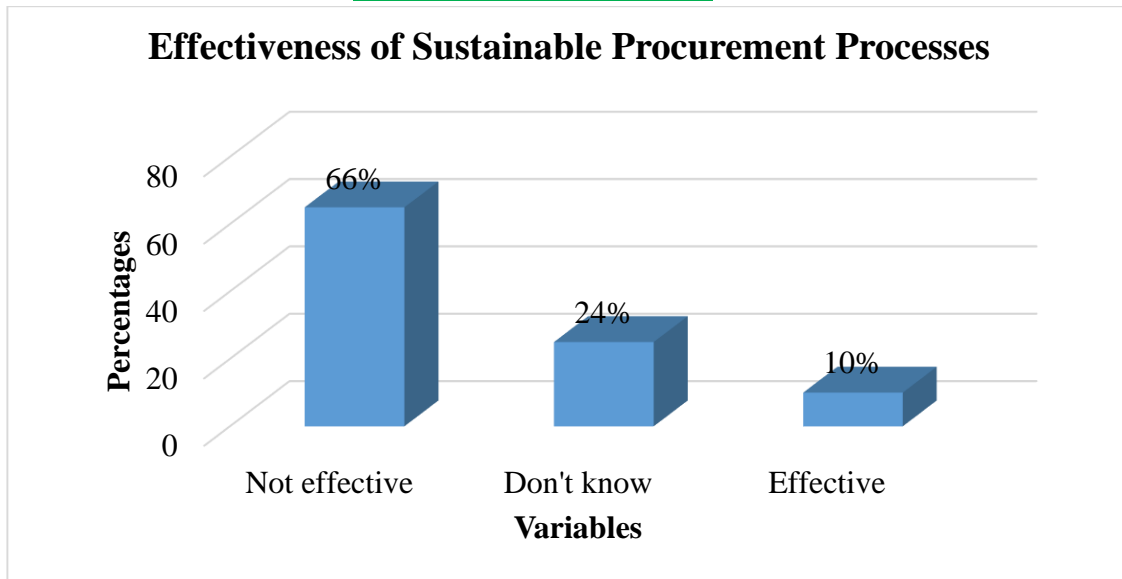 Effectiveness of Sustainable Procurement Processes
80
60
40
20
0
Percentages
66%
24%
10%
Not effective
Don't know
Effective
Variables